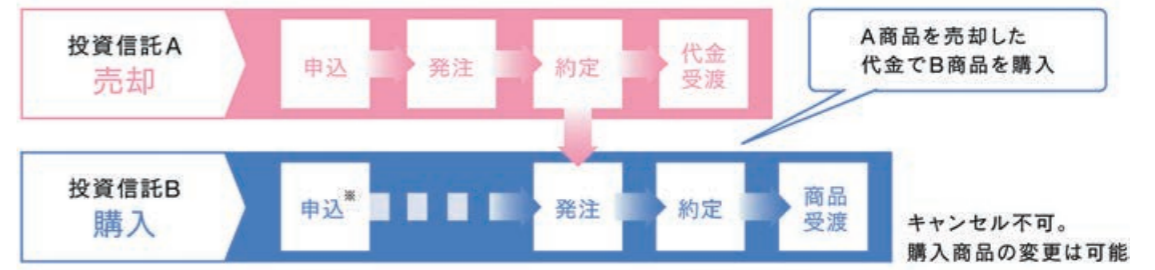 投資信託A
売却
申込
発注
約定
代金
受渡
A商品を売却した
代金でB商品を購入
投資信託B
購入
申込※
発注
約定
商品
受渡
キャンセル不可。
購入商品の変更は可能